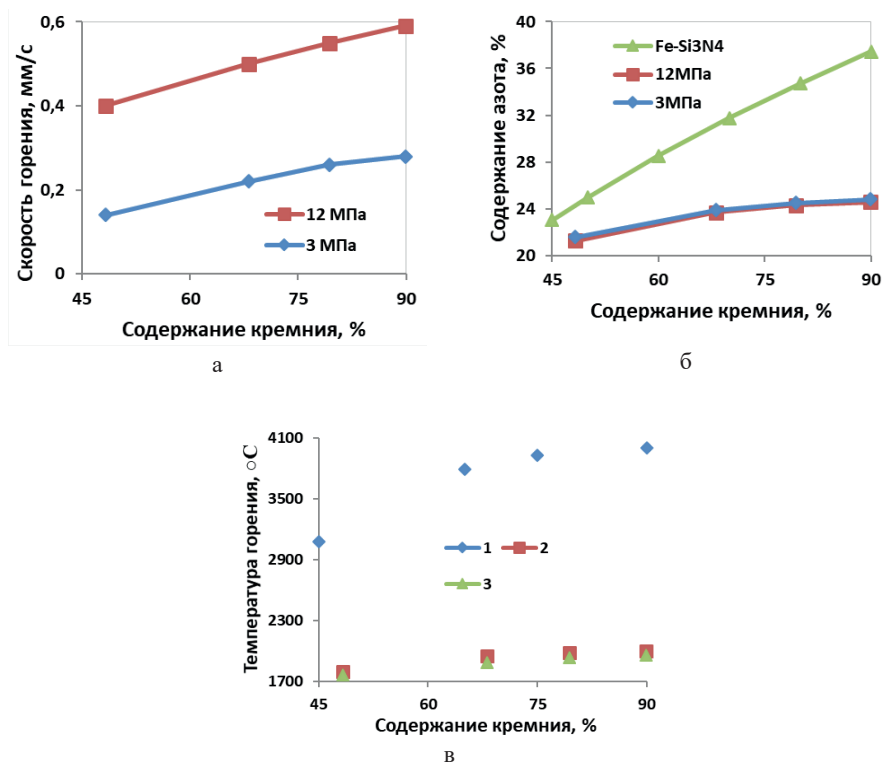 Скорость горения, мм/с
0,6
0,4
0,2
0
12 МПа
3 МПа
45 60 75 90
Содержание кремния, %
а
Содержание азота, %
40
36
32
28
24
20
Fe-Si3N4
12МПа
3МПа
45 60 75 90
Содержание кремния, %
б
Температура горения, ○С
4100
3500
2900
2300
1700
1 2
3
45 60 75 90
Содержание кремния, %
в